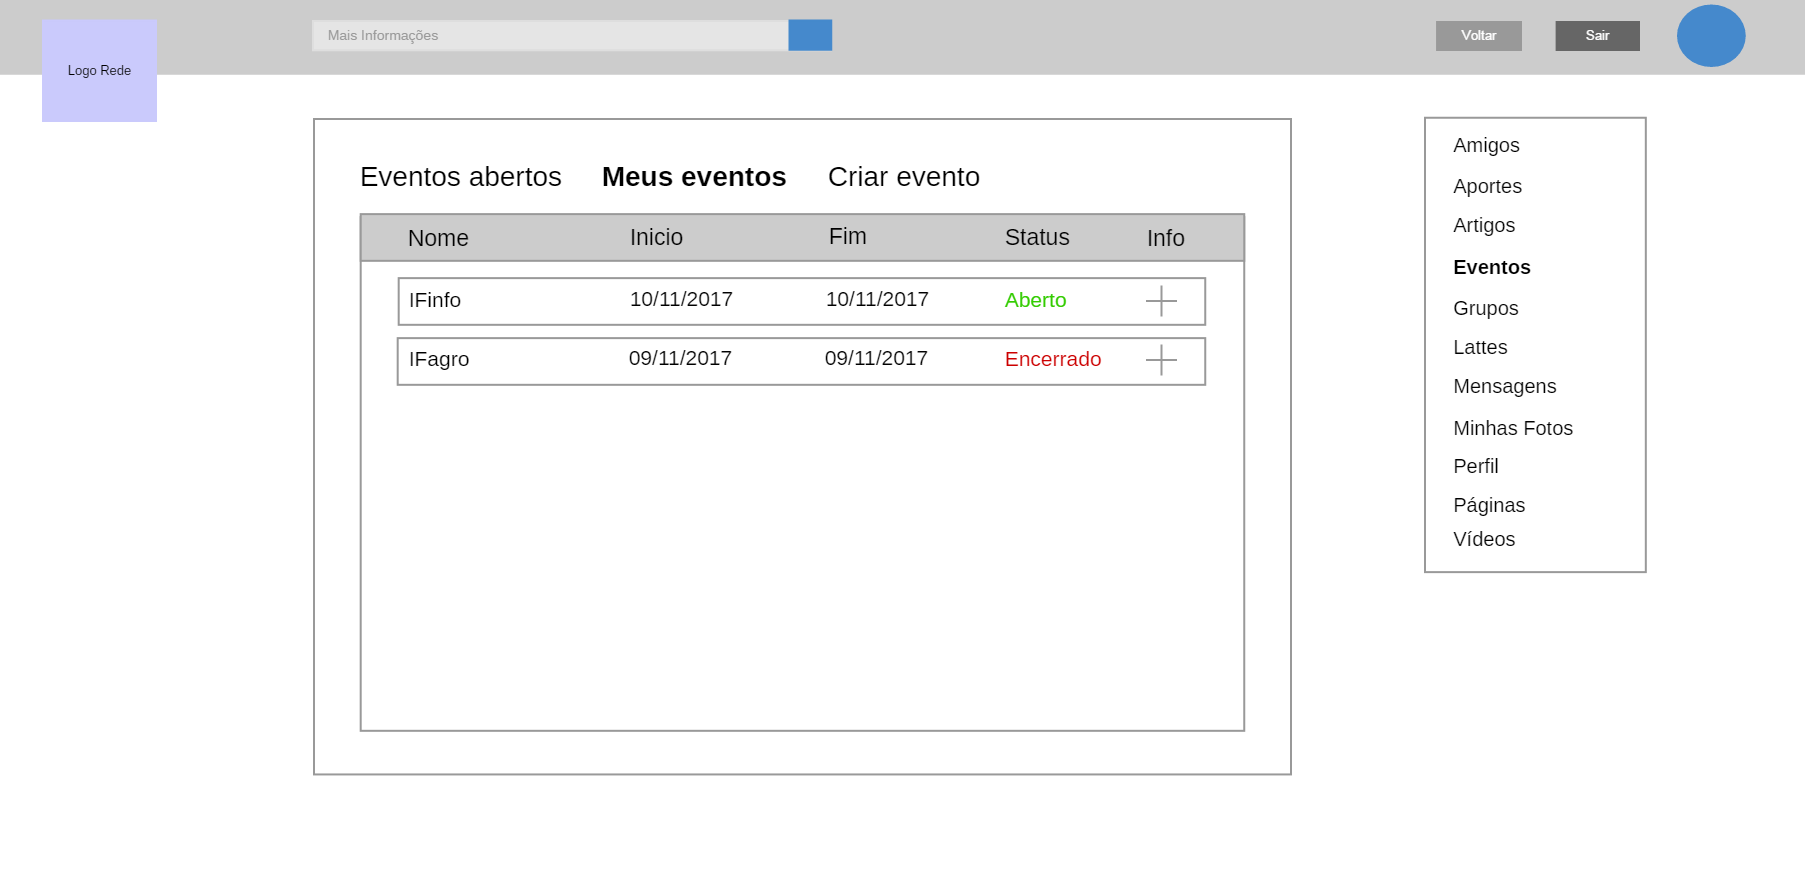 Mais Informações
Voltar
Sair
Logo Rede
Eventos abertos Meus eventos Criar evento
Nome Inicio Fim Status Info
IFinfo 10/11/2017 10/11/2017 Aberto
IFagro 09/11/2017 09/11/2017 Encerrado
Amigos
Aportes
Artigos
Eventos
Grupos
Lattes
Mensagens
Minhas Fotos
Perfil
Páginas
Vídeos